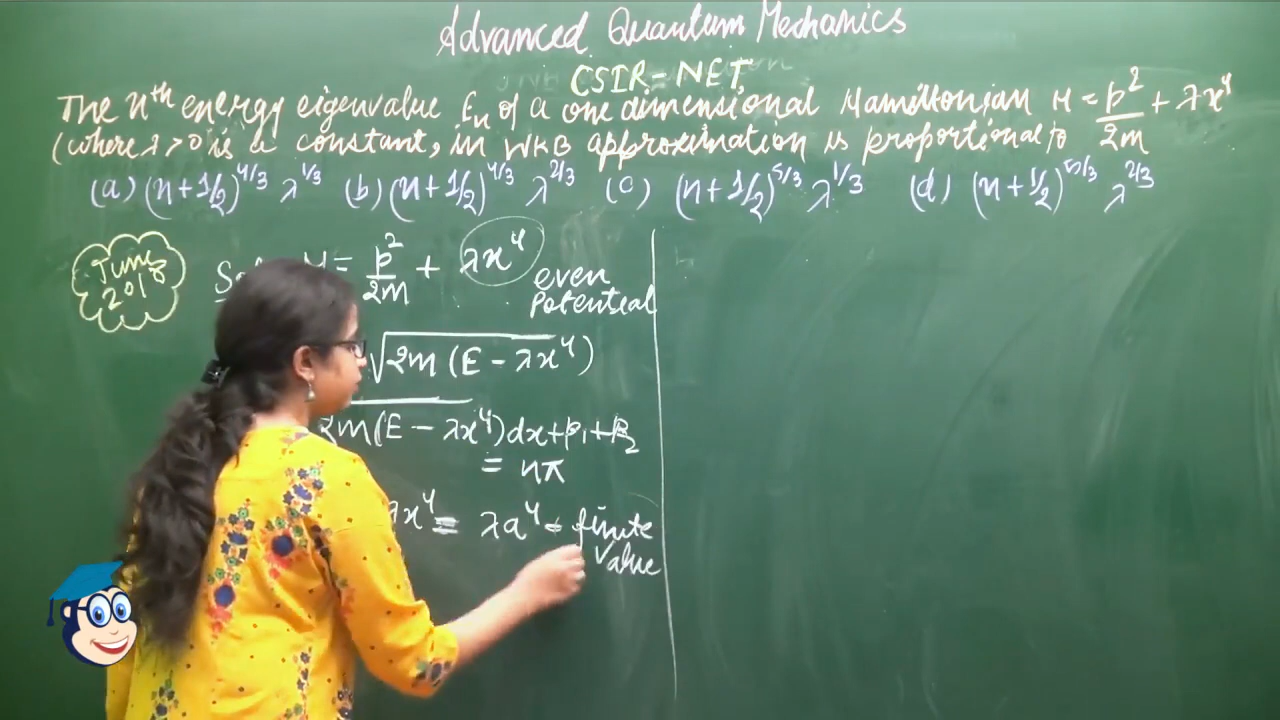 Advanced Quantum Mechanics
CSIR-NET
The nth energy eigenvalue En of a one dimensional Hamiltonian H = p²/2m + λx⁴
(where λ>0 is a constant, in WKB approximation is proportional to
(a) (n+1/2)^4/3 λ^1/3 (b) (n+1/2)^4/3 λ^2/3 (c) (n+1/2)^5/3 λ^1/3 (d) (n+1/2)^5/3 λ^2/3
June 2018
= p²/2m + λx⁴ even Potential
√2m (E - λx⁴)
2m(E - λx⁴)dx+β₁+β₂
= nπ
λx⁴ = λa⁴ = finite
value